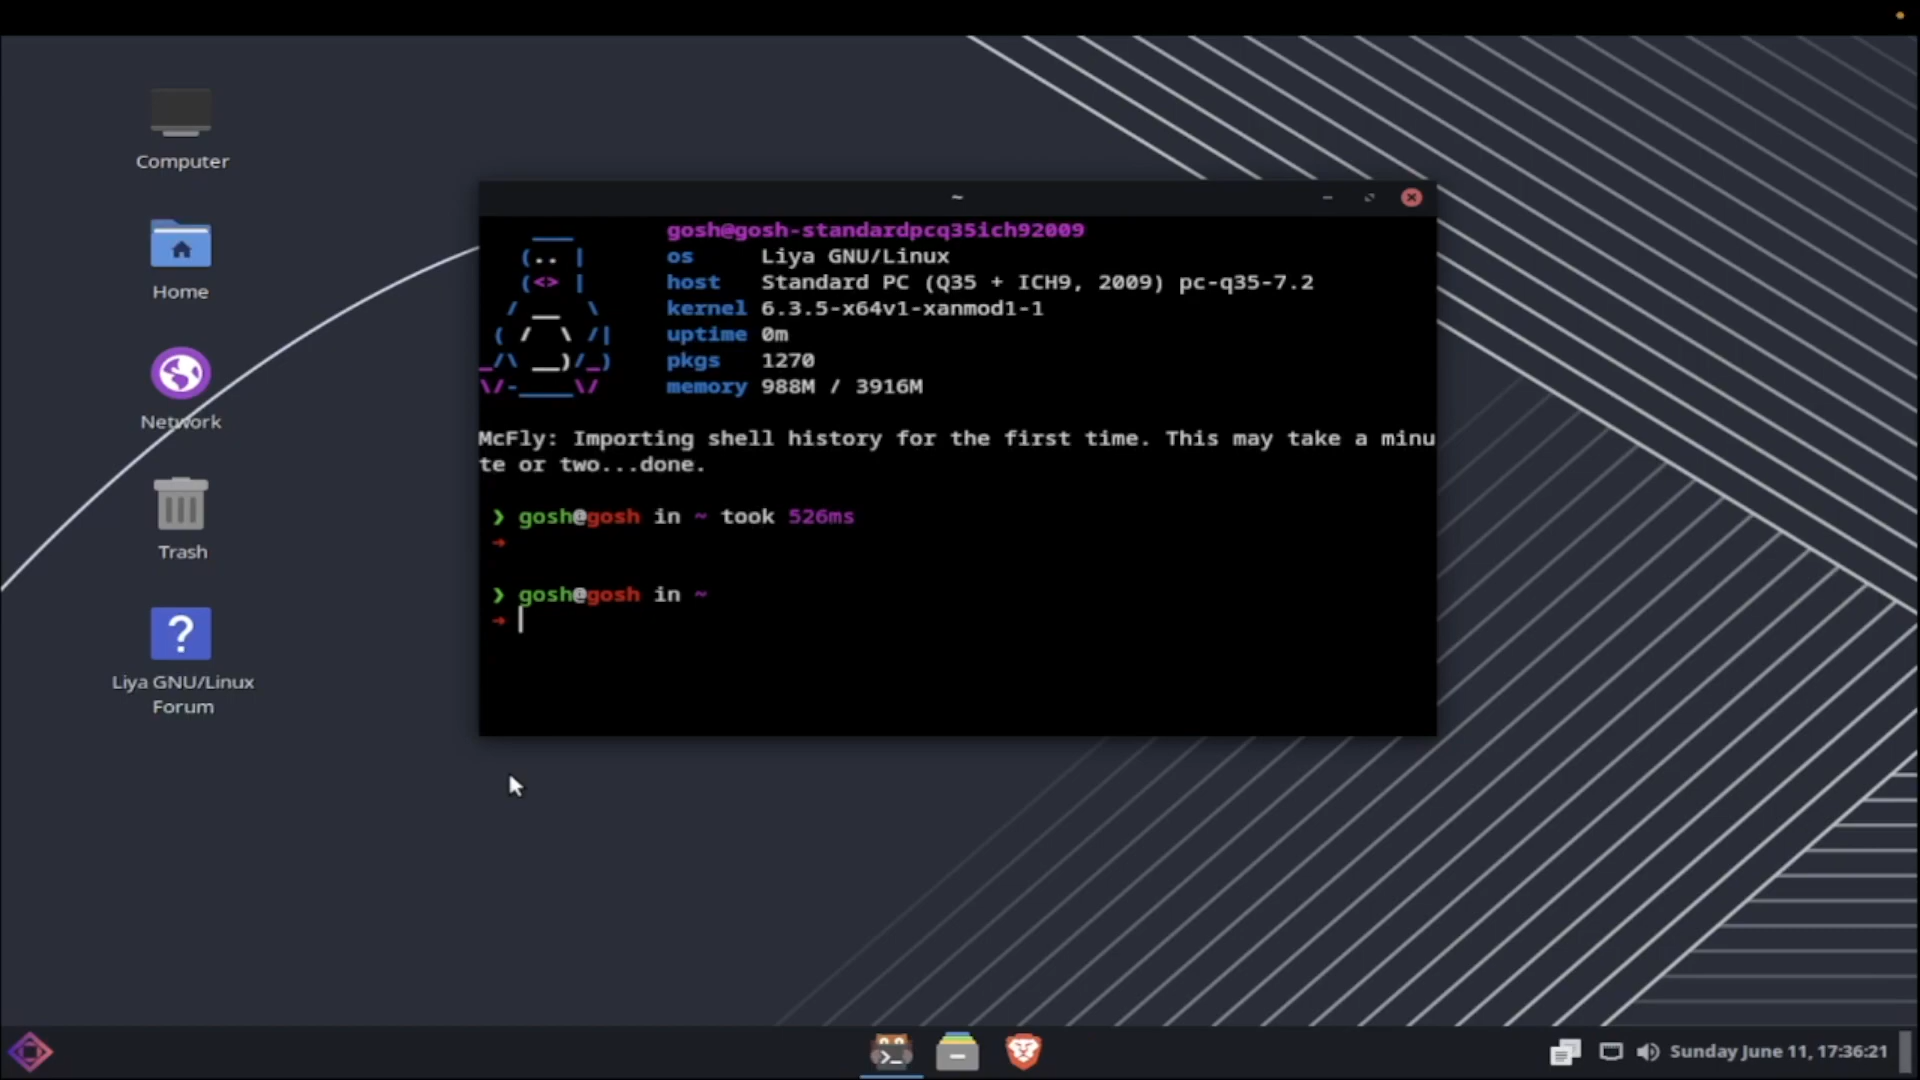 Computer
Home
Network
Trash
?
Liya GNU/Linux
Forum
~
gosh@gosh-standardpcq35ich92009
os Liya GNU/Linux
host Standard PC (Q35 + ICH9, 2009) pc-q35-7.2
kernel 6.3.5-x64v1-xanmod1-1
uptime 0m
pkgs 1270
memory 988M / 3916M
McFly: Importing shell history for the first time. This may take a minu
te or two...done.
❯ gosh@gosh in ~ took 526ms
→
❯ gosh@gosh in ~
→
Sunday June 11, 17:36:21